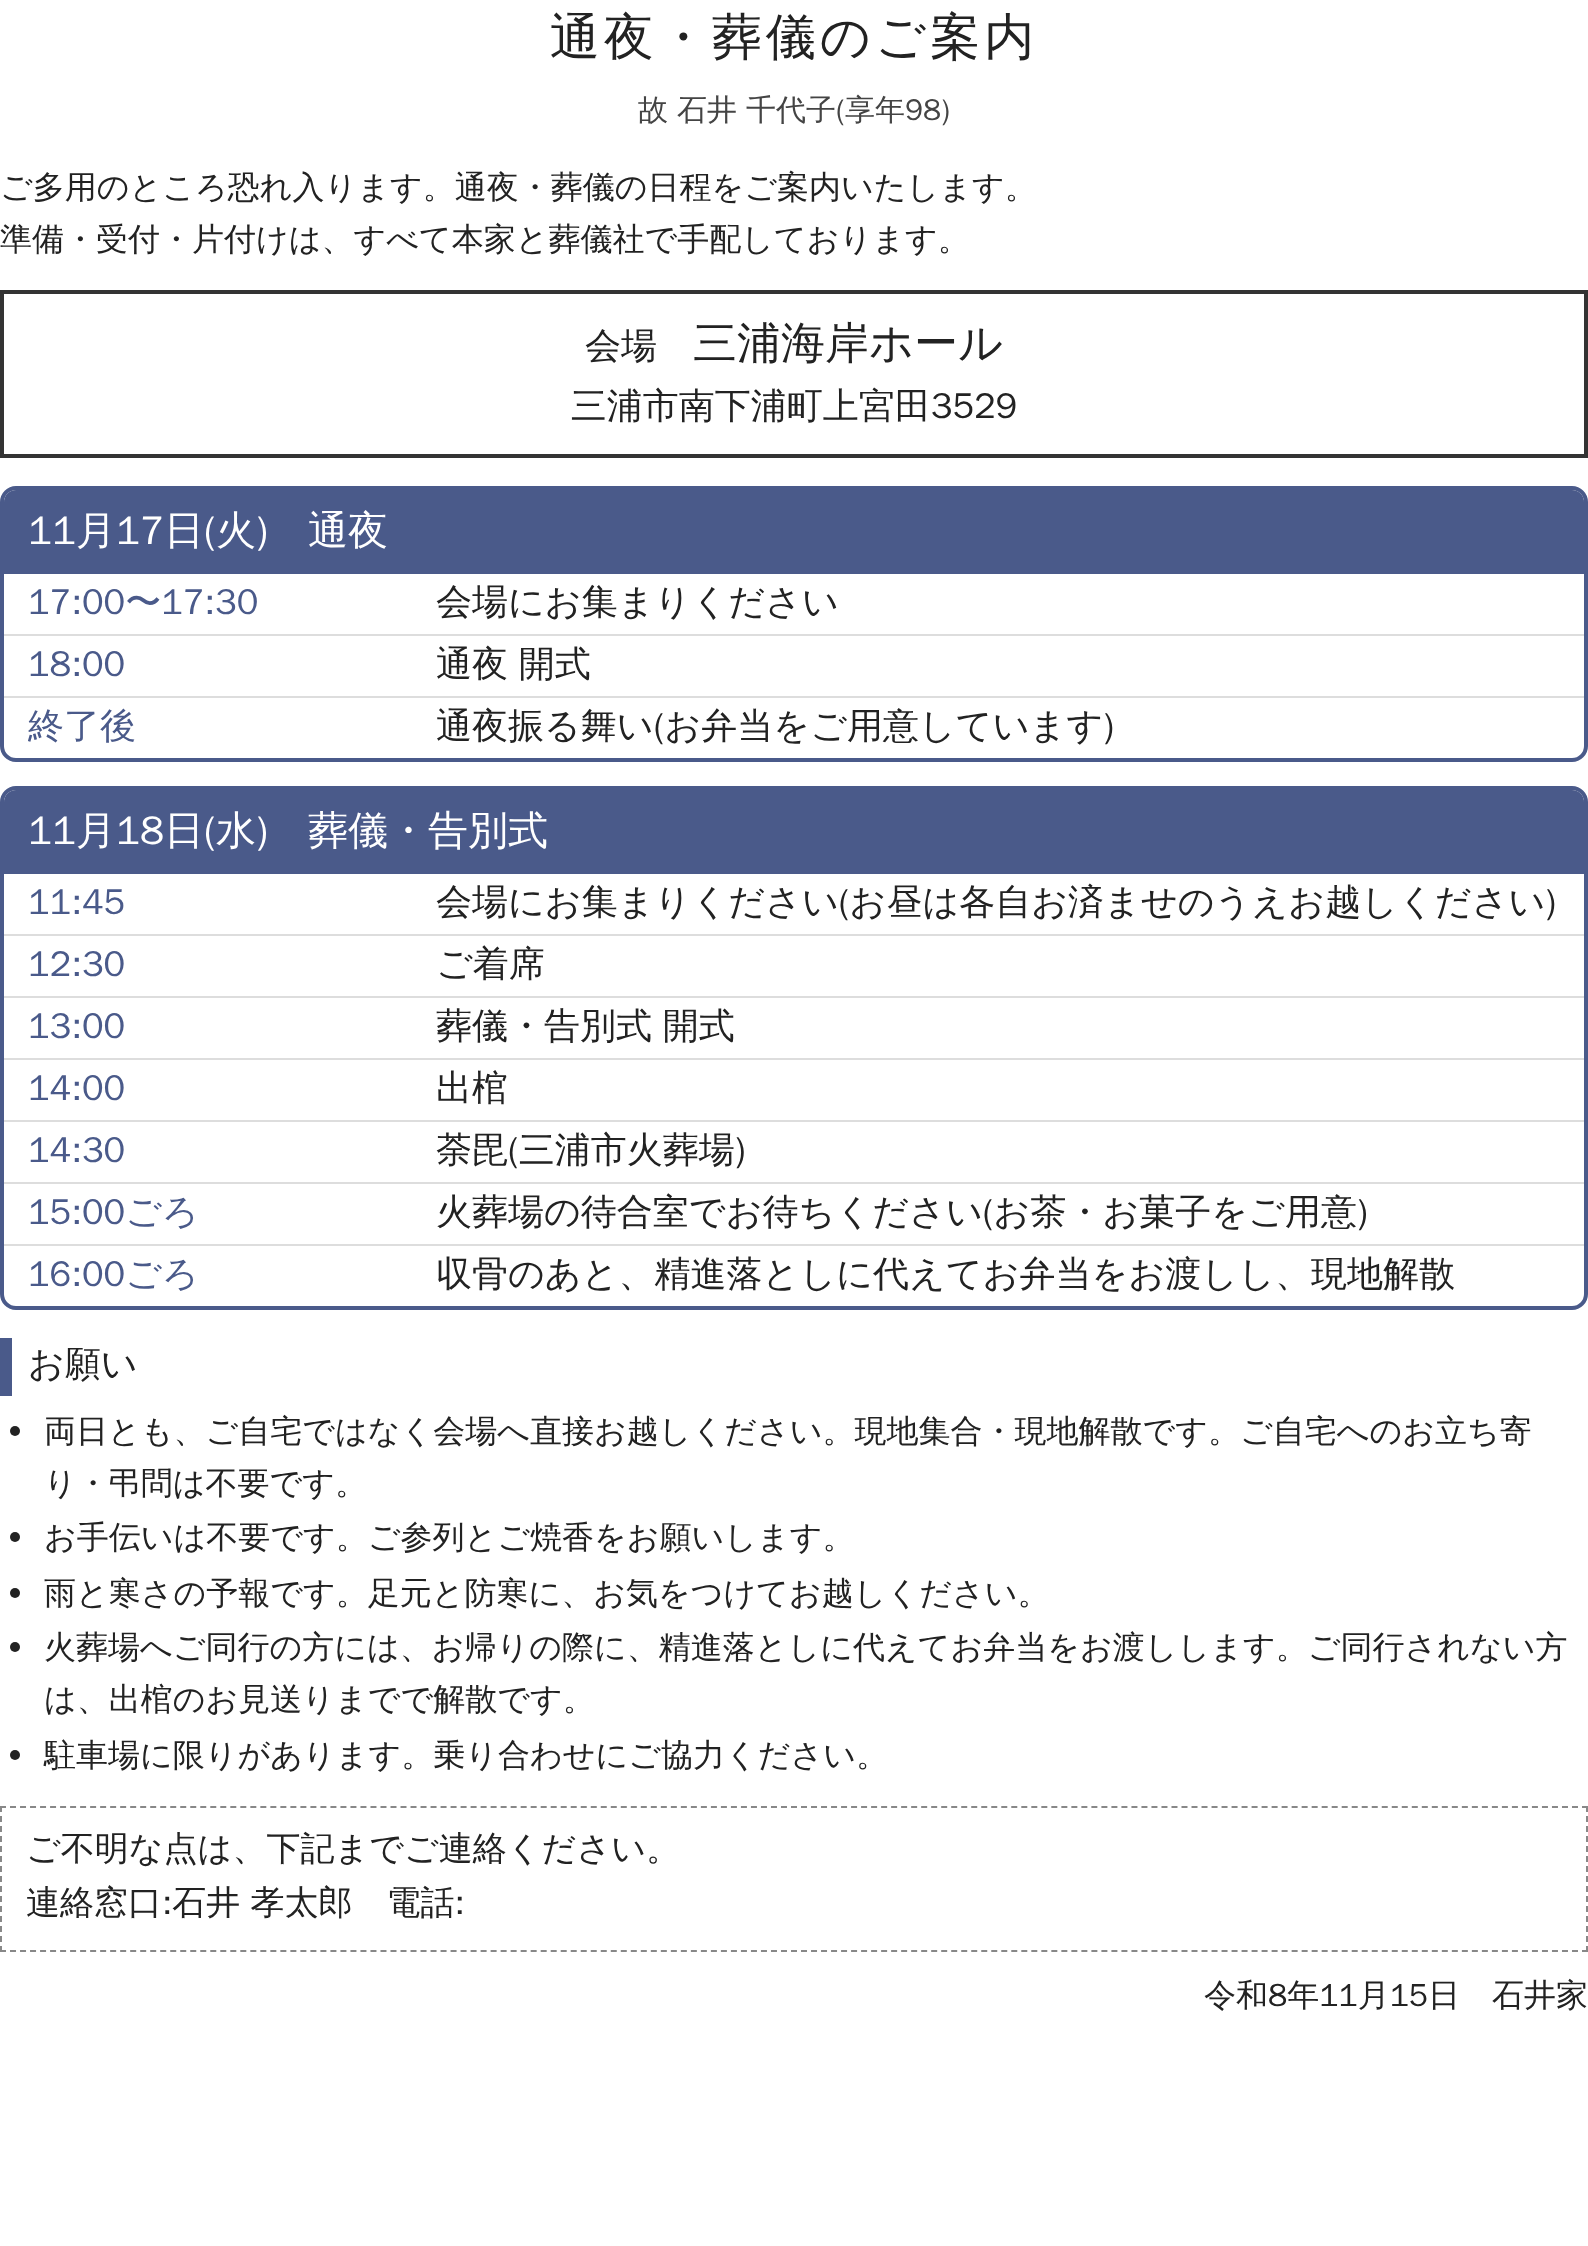 通夜・葬儀のご案内
故 石井 千代子(享年98)
ご多用のところ恐れ入ります。通夜・葬儀の日程をご案内いたします。
準備・受付・片付けは、すべて本家と葬儀社で手配しております。
会場 三浦海岸ホール
三浦市南下浦町上宮田3529
11月17日(火) 通夜
17:00〜17:30 会場にお集まりください
18:00 通夜 開式
終了後 通夜振る舞い(お弁当をご用意しています)
11月18日(水) 葬儀・告別式
11:45 会場にお集まりください(お昼は各自お済ませのうえお越しください)
12:30 ご着席
13:00 葬儀・告別式 開式
14:00 出棺
14:30 荼毘(三浦市火葬場)
15:00ごろ 火葬場の待合室でお待ちください(お茶・お菓子をご用意)
16:00ごろ 収骨のあと、精進落としに代えてお弁当をお渡しし、現地解散
お願い
• 両日とも、ご自宅ではなく会場へ直接お越しください。現地集合・現地解散です。ご自宅へのお立ち寄
り・弔問は不要です。
• お手伝いは不要です。ご参列とご焼香をお願いします。
• 雨と寒さの予報です。足元と防寒に、お気をつけてお越しください。
• 火葬場へご同行の方には、お帰りの際に、精進落としに代えてお弁当をお渡しします。ご同行されない方
は、出棺のお見送りまでで解散です。
• 駐車場に限りがあります。乗り合わせにご協力ください。
ご不明な点は、下記までご連絡ください。
連絡窓口:石井 孝太郎 電話:
令和8年11月15日 石井家